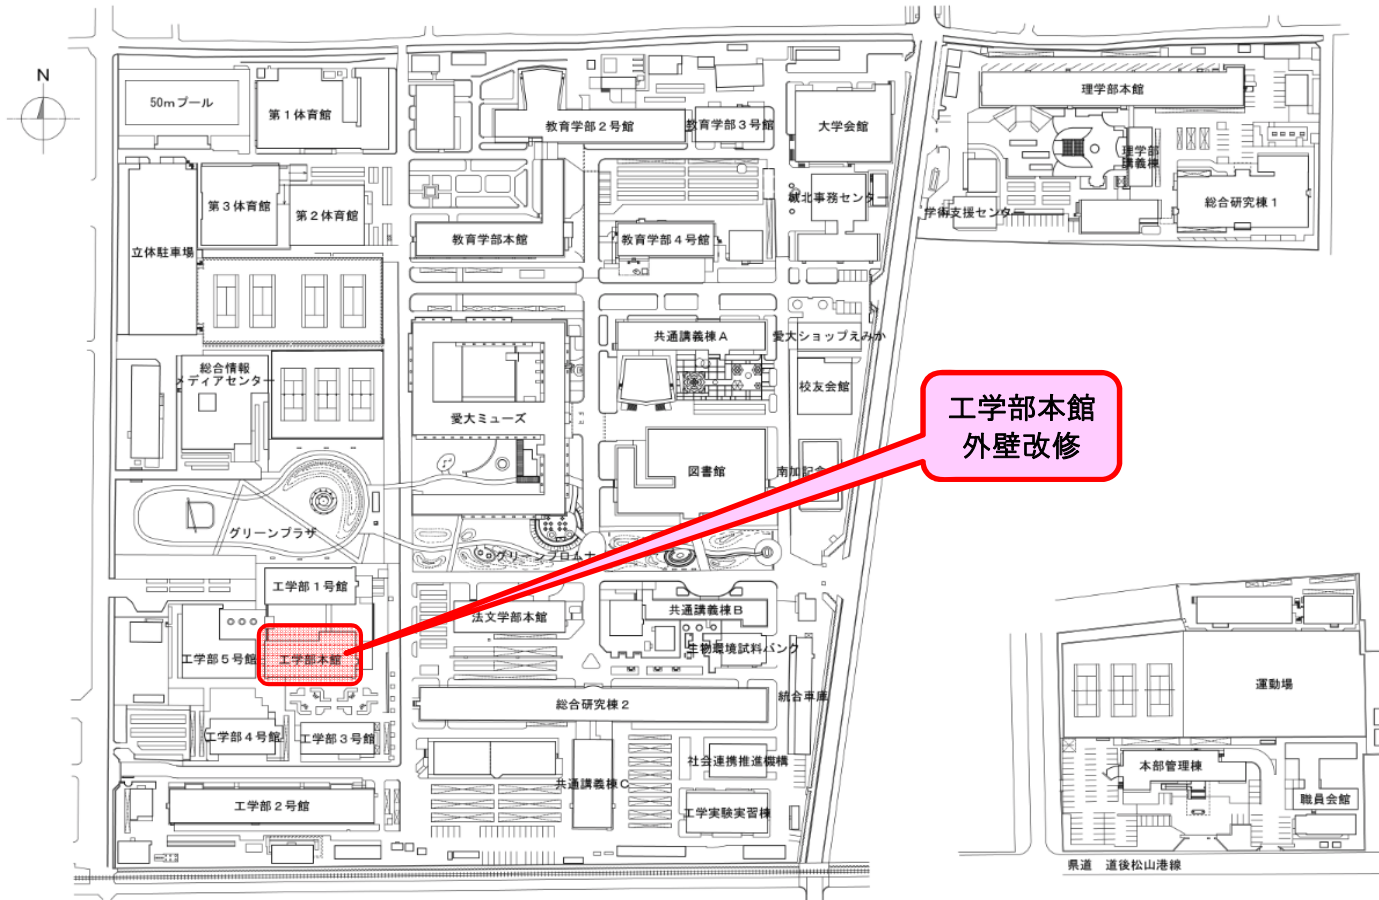 N
50mプール
第1体育館
教育学部2号館
教育学部3号館
大学会館
理学部本館
理学部
講義棟
第3体育館
第2体育館
城北事務センター
学術支援センター
総合研究棟1
立体駐車場
教育学部本館
教育学部4号館
共通講義棟A
愛大ショップえみか
総合情報
メディアセンター
校友会館
愛大ミューズ
工学部本館
外壁改修
図書館
南加記念
グリーンプラザ
グリーンプロムナ
工学部1号館
法文学部本館
共通講義棟B
生物環境試料バンク
工学部5号館
工学部本館
総合研究棟2
統合車庫
運動場
工学部4号館
工学部3号館
社会連携推進機構
本部管理棟
共通講義棟C
工学部2号館
工学実験実習棟
職員会館
県道 道後松山港線